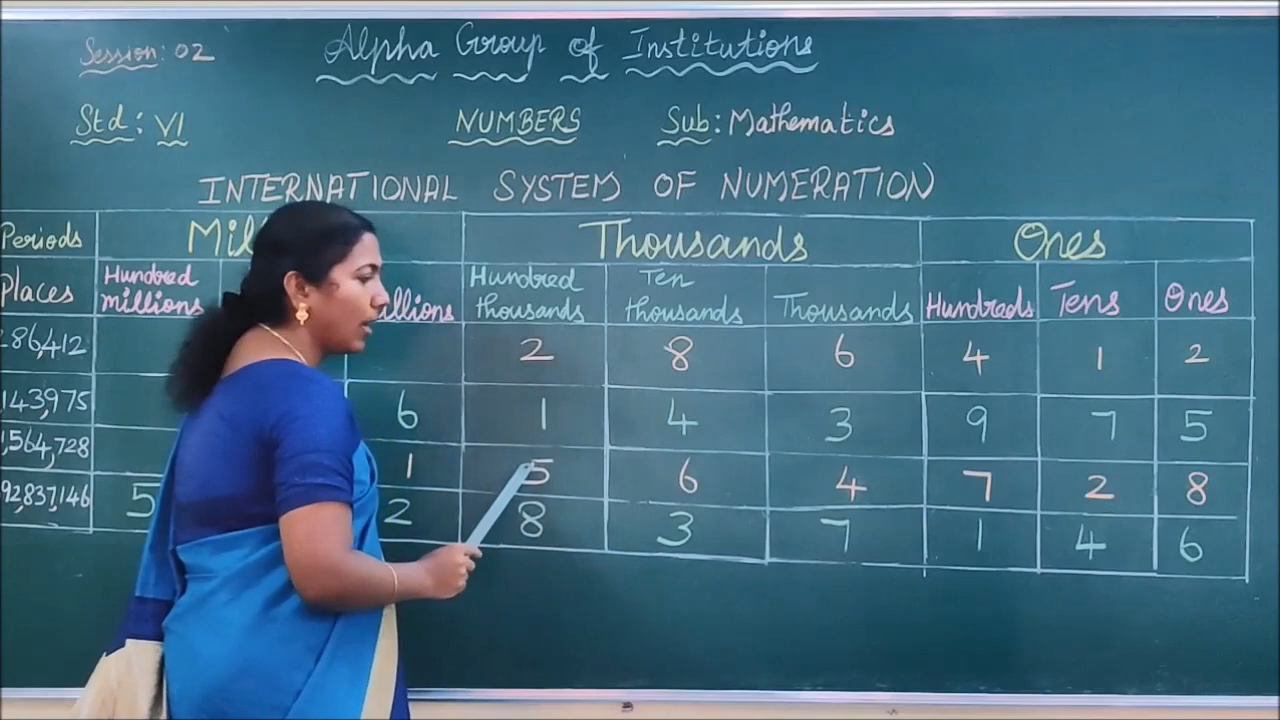 Session: 02
Alpha Group of Institutions
Std: VI NUMBERS Sub: Mathematics
INTERNATIONAL SYSTEM OF NUMERATION
Periods Thousands Ones
Places Hundred millions Hundred thousands Ten thousands Thousands Hundreds Tens Ones
286,412 2 8 6 4 1 2
143,975 6 1 4 3 9 7 5
,564,728 1 5 6 4 7 2 8
92,837,146 5 2 8 3 7 1 4 6